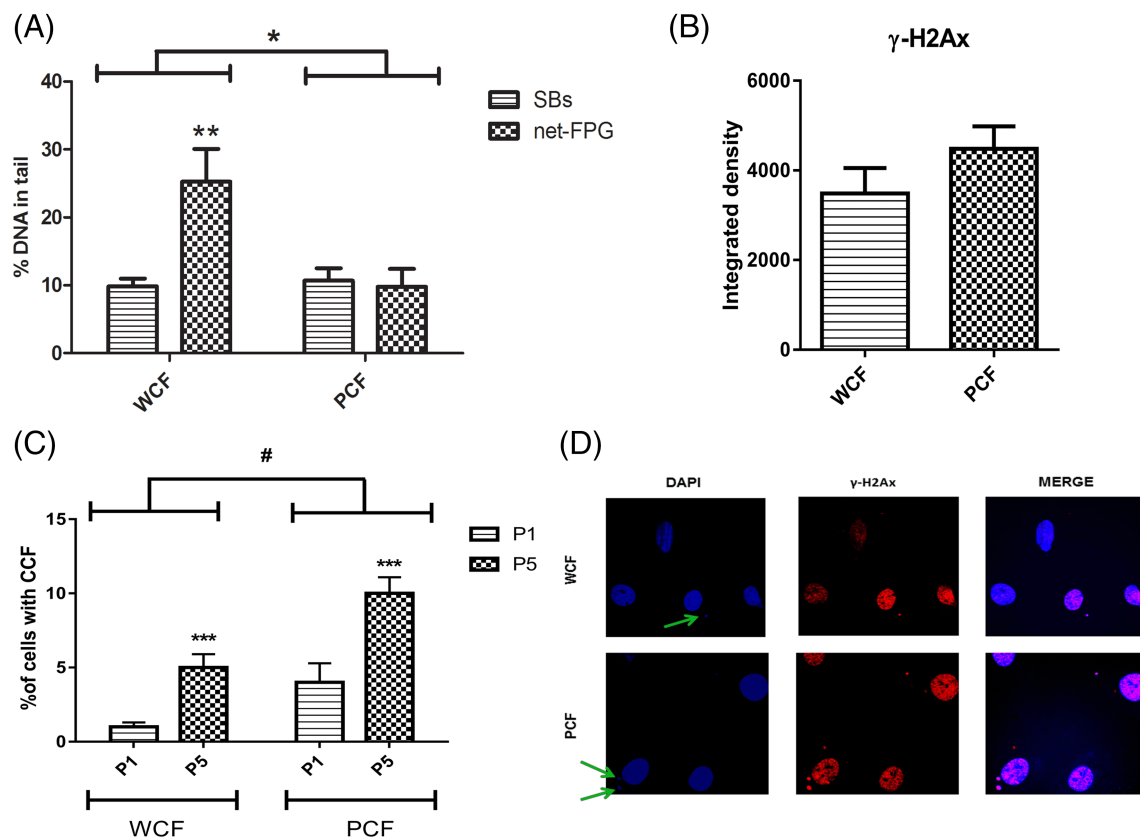 (A)
*
% DNA in tail
40
30
20
10
0
**
WCF
PCF
SBs
net-FPG
(B)
γ-H2Ax
Integrated density
6000
4000
2000
0
WCF
PCF
(C)
#
%of cells with CCF
15
10
5
0
***
***
P1
P5
P1
P5
WCF
PCF
P1
P5
(D)
DAPI
γ-H2Ax
MERGE
WCF
PCF